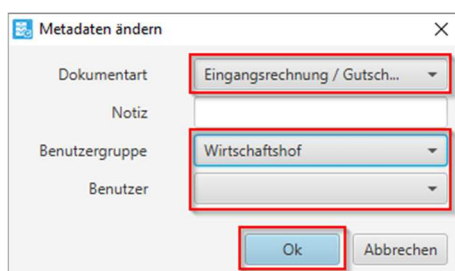 Metadaten ändern
Dokumentart Eingangsrechnung / Gutsch...
Notiz
Benutzergruppe Wirtschaftshof
Benutzer
Ok Abbrechen